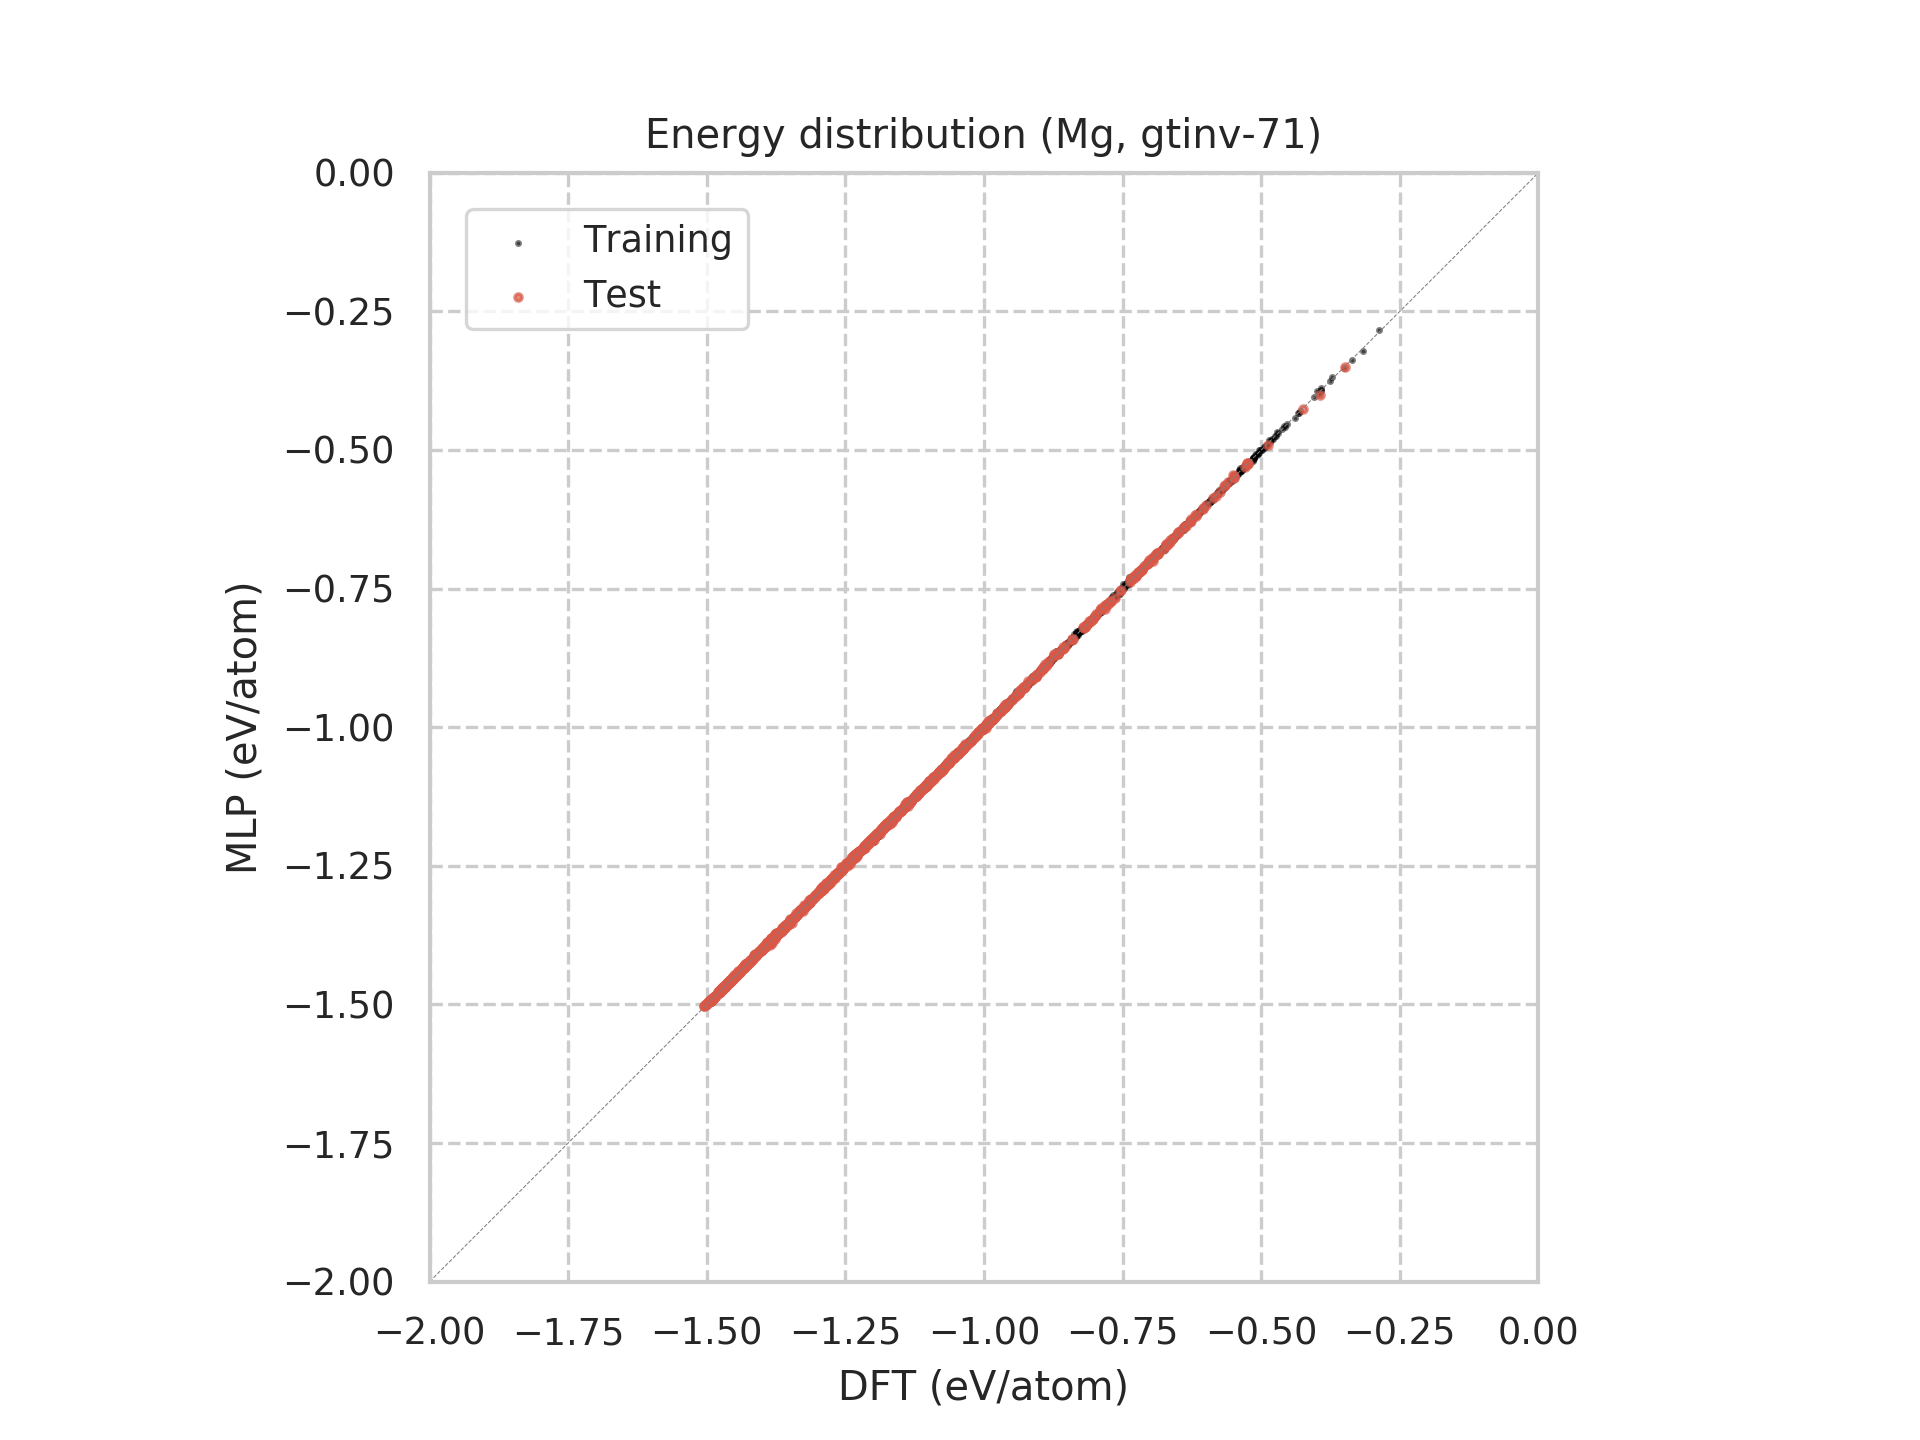 Energy distribution (Mg, gtinv-71)
0.00
−0.25
−0.50
−0.75
−1.00
−1.25
−1.50
−1.75
−2.00
MLP (eV/atom)
Training
Test
−2.00 −1.75 −1.50 −1.25 −1.00 −0.75 −0.50 −0.25 0.00
DFT (eV/atom)